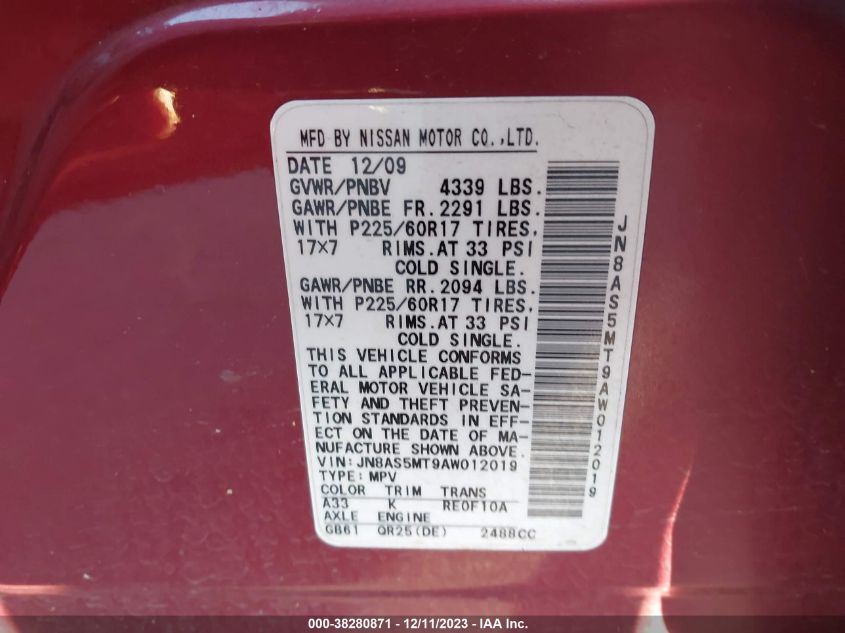 MFD BY NISSAN MOTOR CO.,LTD.
DATE 12/09
GVWR/PNBV 4339 LBS.
GAWR/PNBE FR.2291 LBS.
WITH P225/60R17 TIRES,
17×7 RIMS.AT 33 PSI
COLD SINGLE.
GAWR/PNBE RR.2094 LBS.
WITH P225/60R17 TIRES,
17×7 RIMS.AT 33 PSI
COLD SINGLE.
THIS VEHICLE CONFORMS
TO ALL APPLICABLE FED-
ERAL MOTOR VEHICLE SA-
FETY AND THEFT PREVEN-
TION STANDARDS IN EFF-
ECT ON THE DATE OF MA-
NUFACTURE SHOWN ABOVE.
VIN:JN8AS5MT9AW012019
TYPE:MPV
COLOR TRIM TRANS
A33 K RE0F10A
AXLE ENGINE
GB61 QR25(DE) 2488CC
JN8AS5MT9AW012019
000-38280871 - 12/11/2023 - copart.com